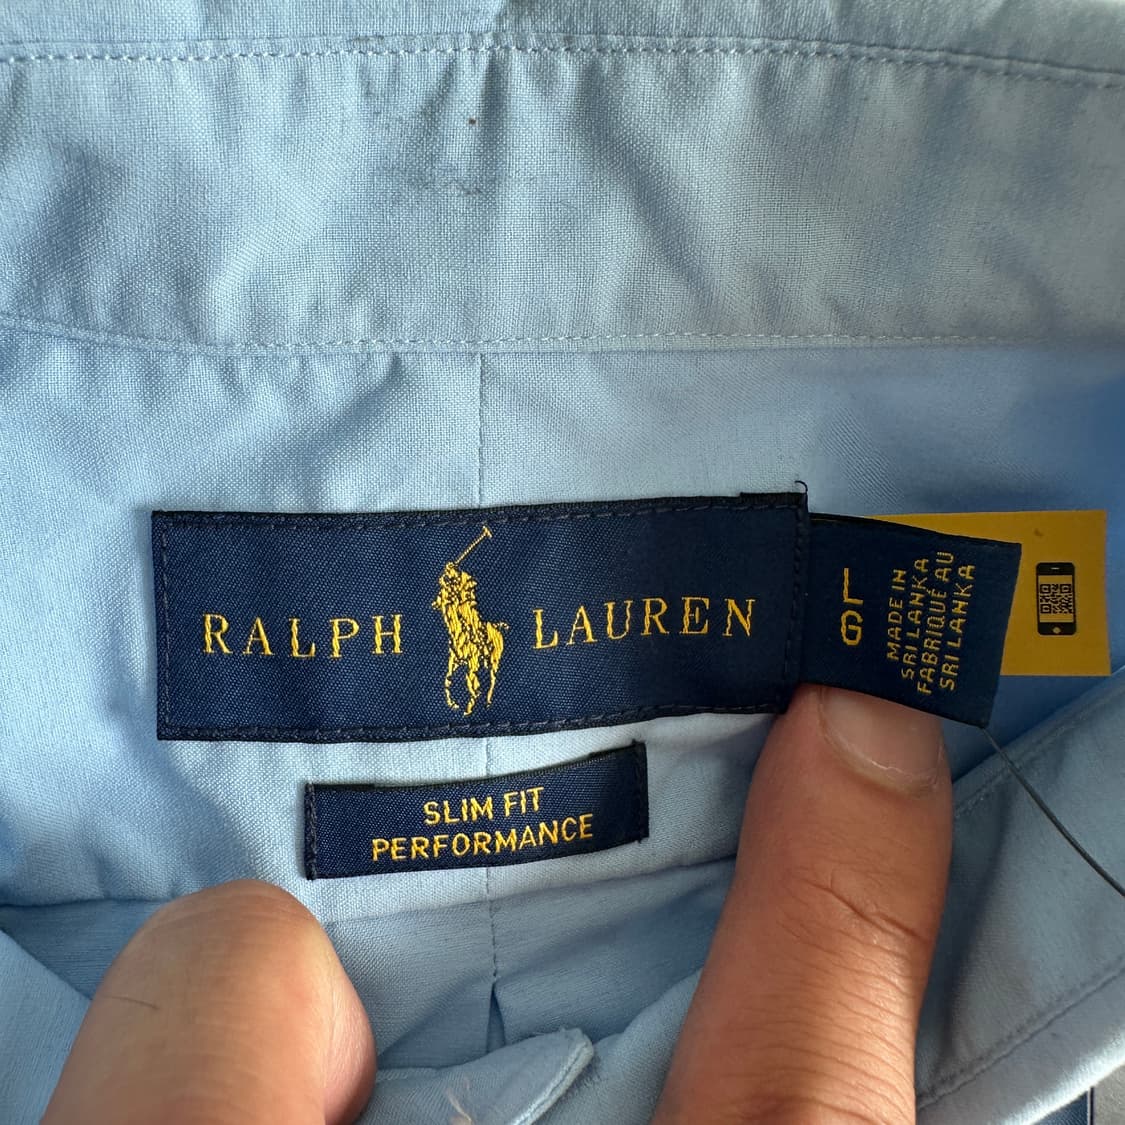 RALPH LAUREN
SLIM FIT
PERFORMANCE
L
G
MADE IN
SRI LANKA
FABRIQUÉ AU
SRI LANKA